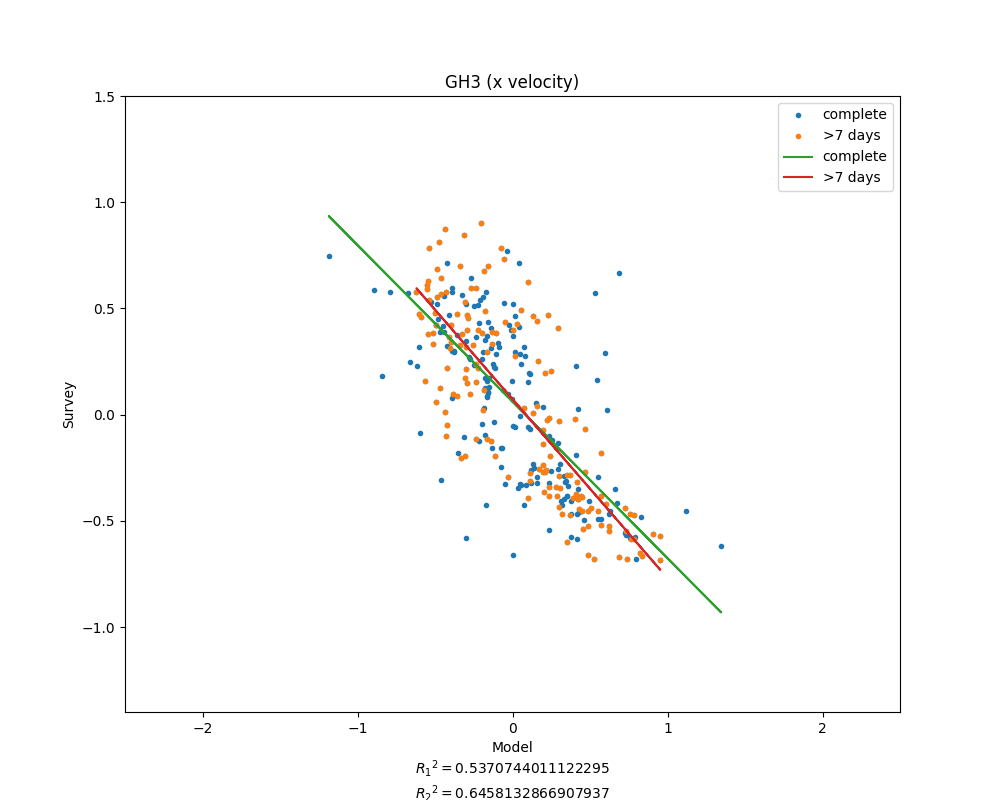 GH3 (x velocity)
complete
>7 days
complete
>7 days
1.5
1.0
0.5
0.0
−0.5
−1.0
Survey
−2
−1
0
1
2
Model
R₁² = 0.5370744011122295
R₂² = 0.6458132866907937